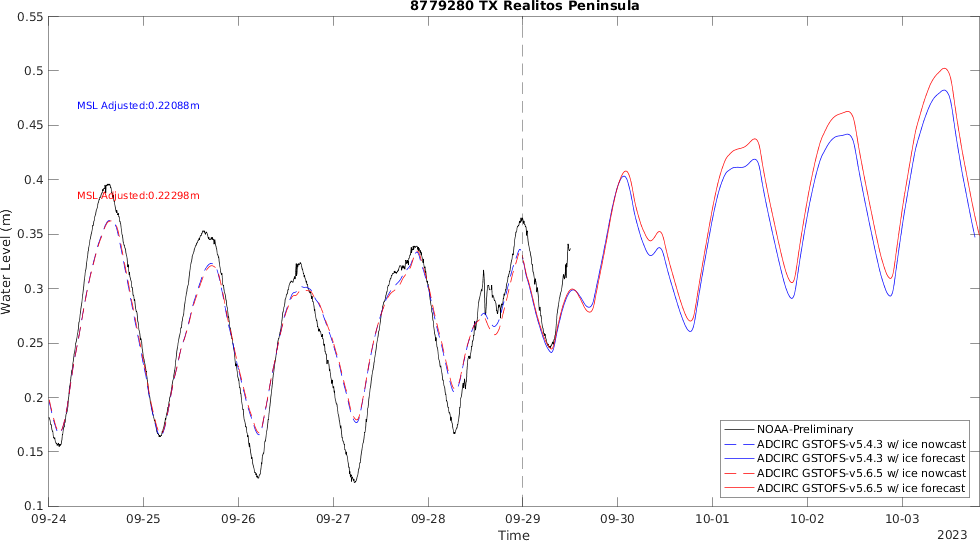 8779280 TX Realitos Peninsula
0.55
0.5
0.45
0.4
0.35
0.3
0.25
0.2
0.15
0.1
Water Level (m)
MSL Adjusted:0.22088m
MSL Adjusted:0.22298m
NOAA-Preliminary
ADCIRC GSTOFS-v5.4.3 w/ ice nowcast
ADCIRC GSTOFS-v5.4.3 w/ ice forecast
ADCIRC GSTOFS-v5.6.5 w/ ice nowcast
ADCIRC GSTOFS-v5.6.5 w/ ice forecast
09-24 09-25 09-26 09-27 09-28 09-29 09-30 10-01 10-02 10-03
Time
2023